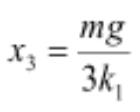 x₃ = mg / 3k₁